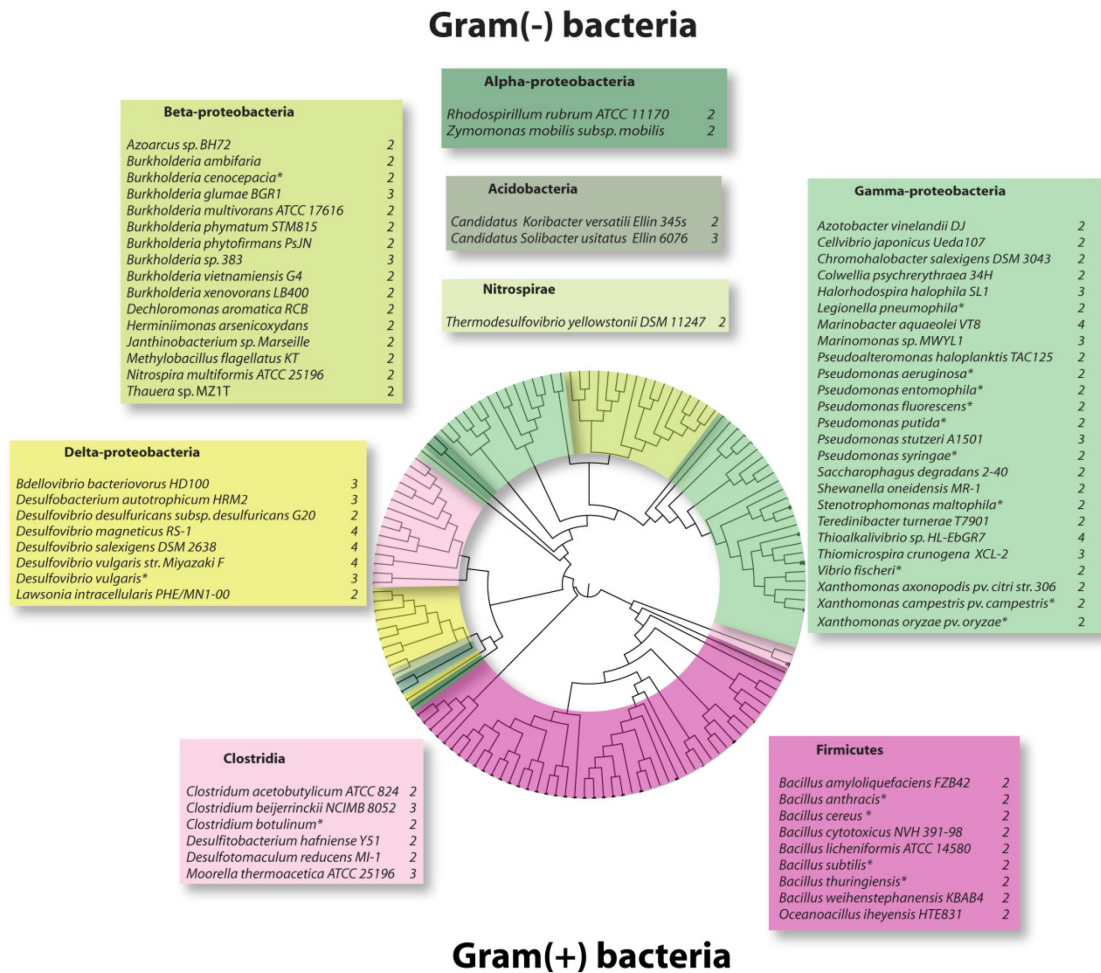 Gram(-) bacteria
Alpha-proteobacteria
Rhodospirillum rubrum ATCC 11170 2
Zymomonas mobilis subsp. mobilis 2
Beta-proteobacteria
Azoarcus sp. BH72 2
Burkholderia ambifaria 2
Burkholderia cenocepacia* 2
Burkholderia glumae BGR1 3
Burkholderia multivorans ATCC 17616 2
Burkholderia phymatum STM815 2
Burkholderia phytofirmans PsJN 2
Burkholderia sp. 383 3
Burkholderia vietnamiensis G4 2
Burkholderia xenovorans LB400 2
Dechloromonas aromatica RCB 2
Herminiimonas arsenicoxydans 2
Janthinobacterium sp. Marseille 2
Methylobacillus flagellatus KT 2
Nitrospira multiformis ATCC 25196 2
Thauera sp. MZ1T 2
Acidobacteria
Candidatus Koribacter versatili Ellin 345s 2
Candidatus Solibacter usitatus Ellin 6076 3
Nitrospirae
Thermodesulfovibrio yellowstonii DSM 11247 2
Gamma-proteobacteria
Azotobacter vinelandii DJ 2
Cellvibrio japonicus Ueda107 2
Chromohalobacter salexigens DSM 3043 2
Colwellia psychrerythraea 34H 2
Halorhodospira halophila SL1 3
Legionella pneumophila* 2
Marinobacter aquaeolei VT8 4
Marinomonas sp. MWYL1 3
Pseudoalteromonas haloplanktis TAC125 2
Pseudomonas aeruginosa* 2
Pseudomonas entomophila* 2
Pseudomonas fluorescens* 2
Pseudomonas putida* 2
Pseudomonas stutzeri A1501 3
Pseudomonas syringae* 2
Saccharophagus degradans 2-40 2
Shewanella oneidensis MR-1 2
Stenotrophomonas maltophila* 2
Teredinibacter turnerae T7901 2
Thioalkalivibrio sp. HL-EbGR7 4
Thiomicrospira crunogena XCL-2 3
Vibrio fischeri* 2
Xanthomonas axonopodis pv. citri str. 306 2
Xanthomonas campestris pv. campestris* 2
Xanthomonas oryzae pv. oryzae* 2
Delta-proteobacteria
Bdellovibrio bacteriovorus HD100 3
Desulfobacterium autotrophicum HRM2 3
Desulfovibrio desulfuricans subsp. desulfuricans G20 2
Desulfovibrio magneticus RS-1 4
Desulfovibrio salexigens DSM 2638 4
Desulfovibrio vulgaris str. Miyazaki F 4
Desulfovibrio vulgaris* 3
Lawsonia intracellularis PHE/MN1-00 2
Clostridia
Clostridum acetobutylicum ATCC 824 2
Clostridium beijerrinckii NCIMB 8052 3
Clostridium botulinum* 2
Desulfitobacterium hafniense Y51 2
Desulfotomaculum reducens MI-1 2
Moorella thermoacetica ATCC 25196 3
Firmicutes
Bacillus amyloliquefaciens FZB42 2
Bacillus anthracis* 2
Bacillus cereus * 2
Bacillus cytotoxicus NVH 391-98 2
Bacillus licheniformis ATCC 14580 2
Bacillus subtilis* 2
Bacillus thuringiensis* 2
Bacillus weihenstephanensis KBAB4 2
Oceanoacillus iheyensis HTE831 2
Gram(+) bacteria